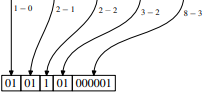 1 − 0 2 − 1 2 − 2 3 − 2 8 − 3
01 01 1 01 000001